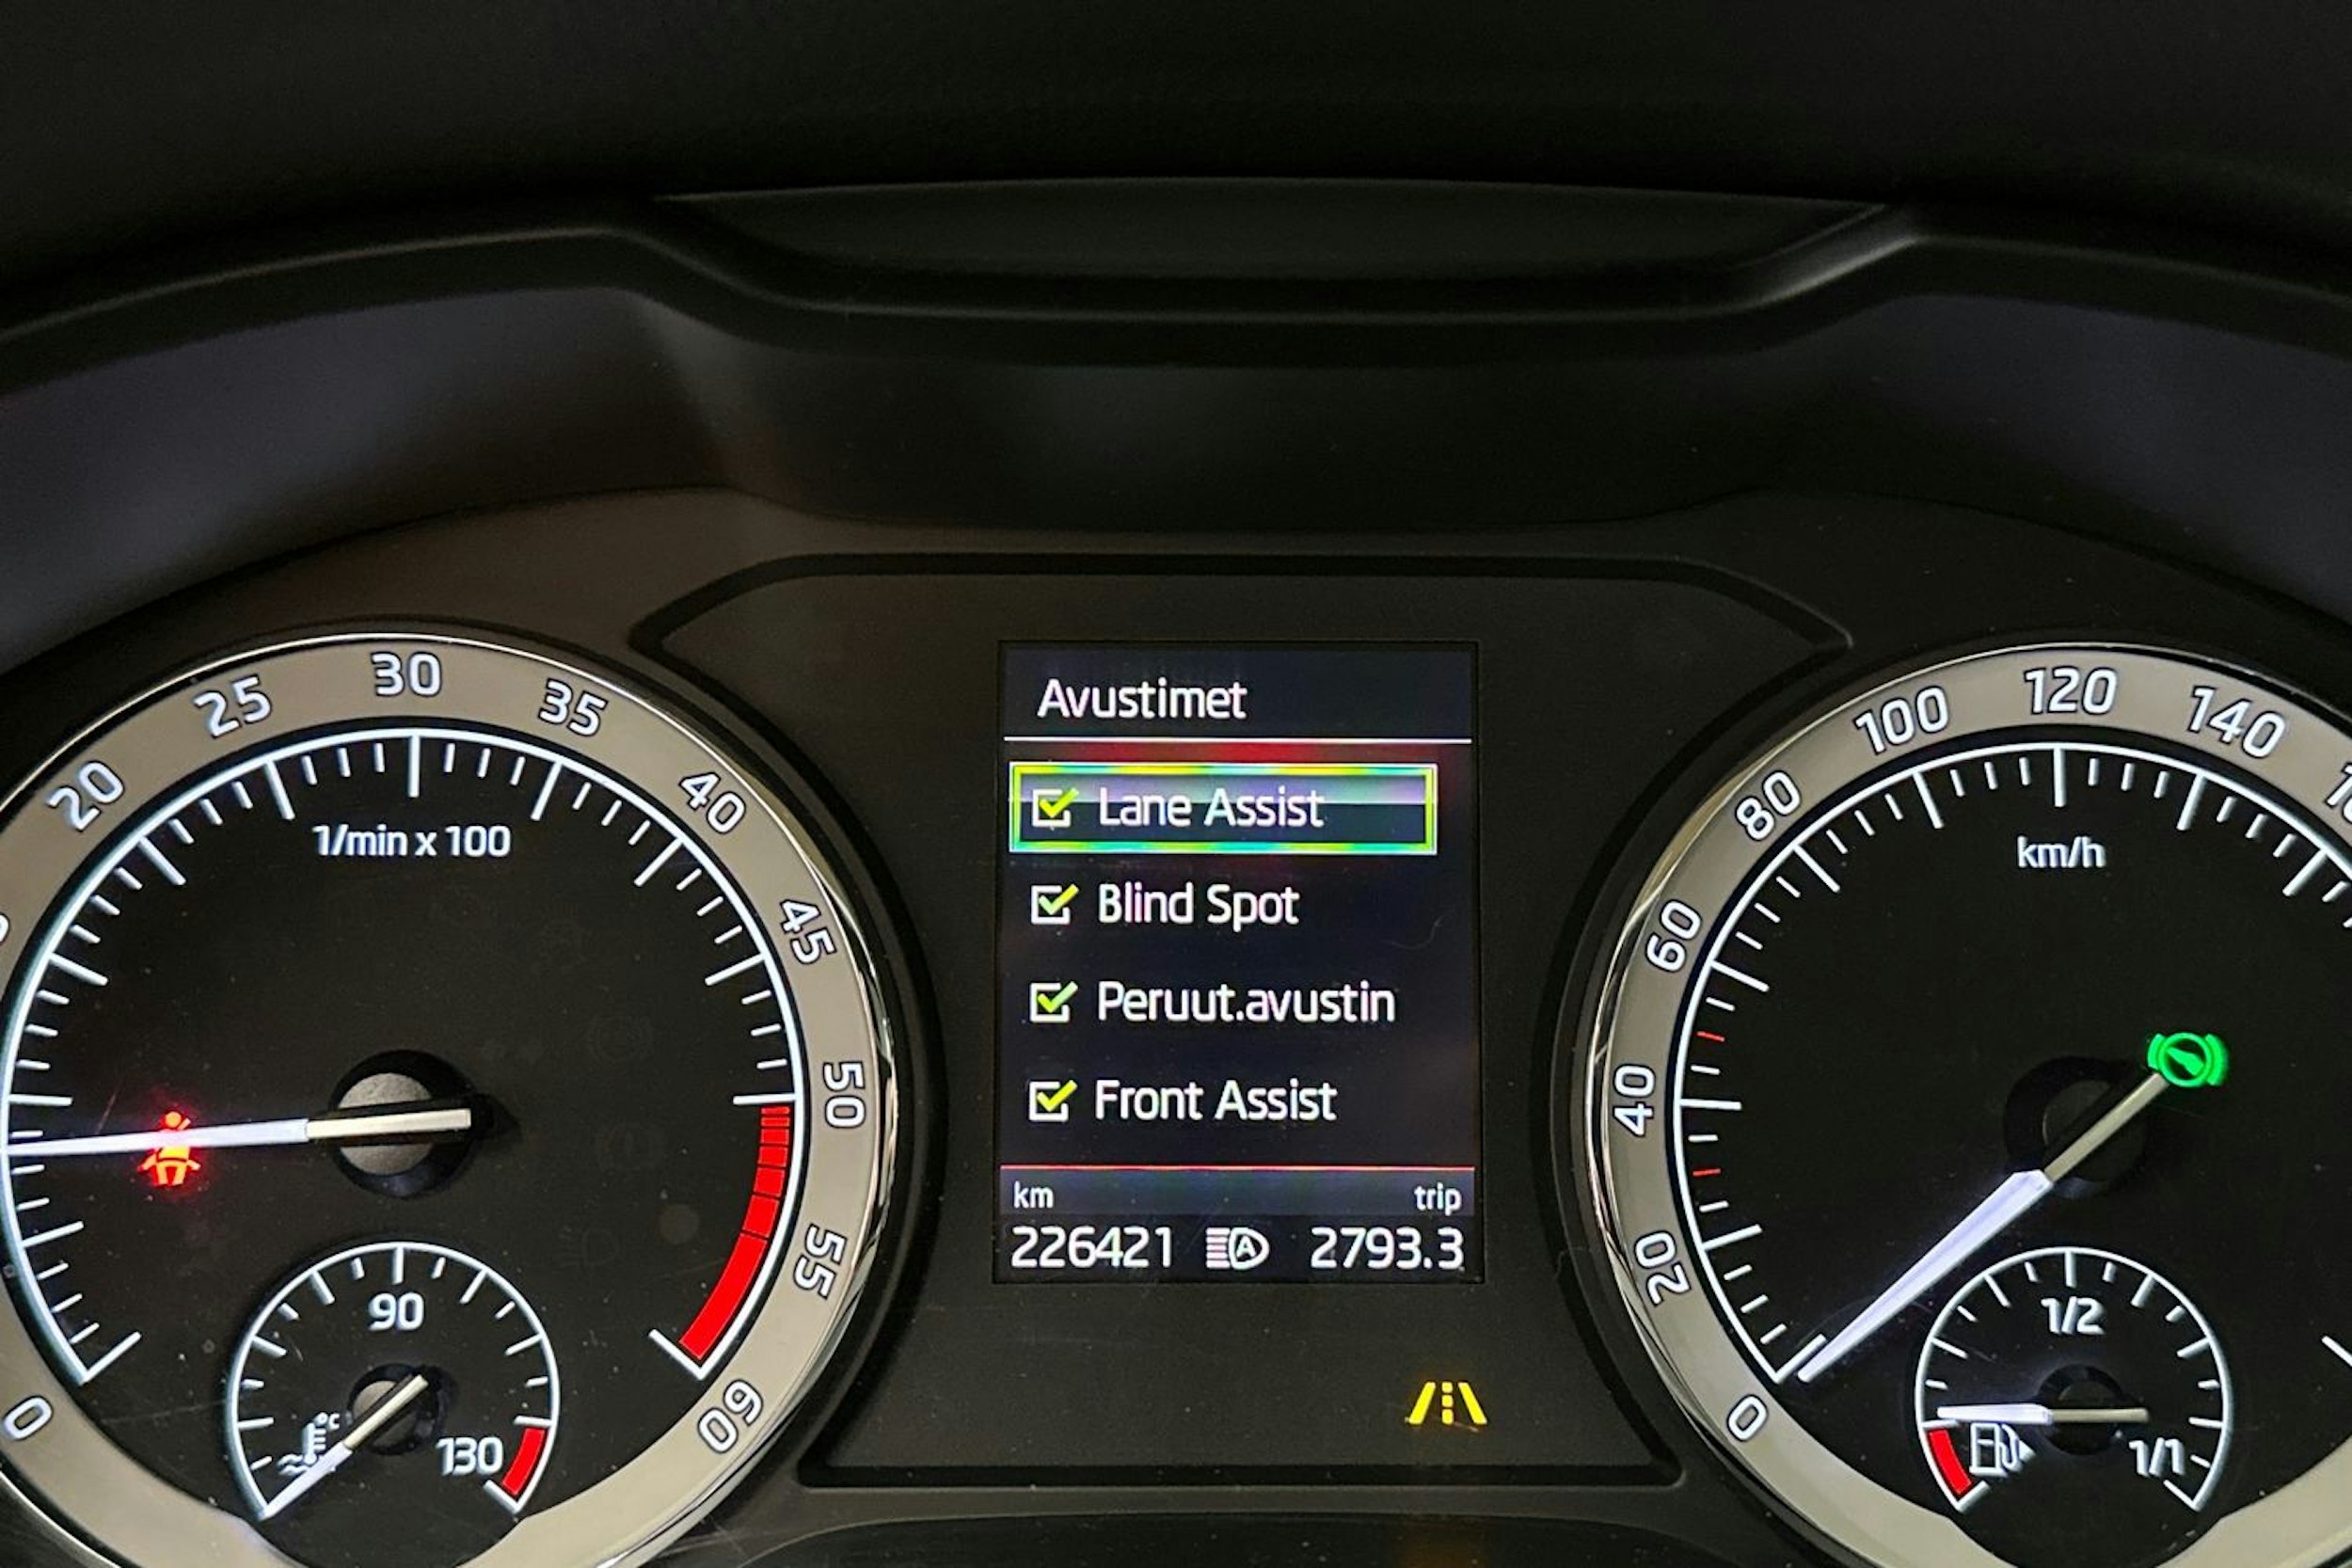 20
25
30
35
40
45
50
55
60
0
1/min x 100
90
130
°C
Avustimet
Lane Assist
Blind Spot
Peruut.avustin
Front Assist
km trip
226421 A 2793.3
0
20
40
60
80
100
120
140
km/h
1/2
1/1